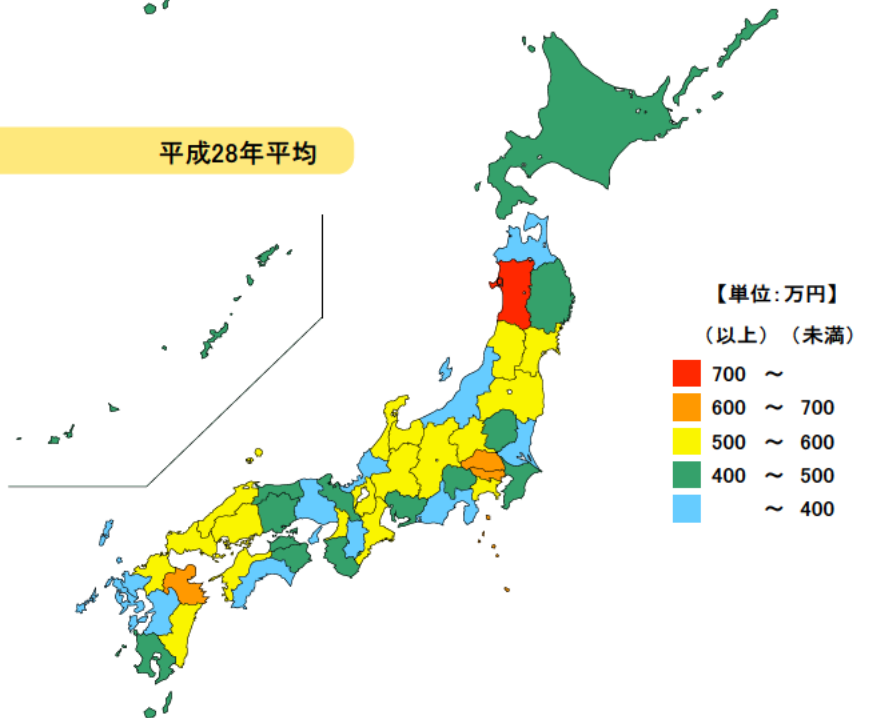 平成28年平均
【単位：万円】
（以上）（未満）
700 ～
600 ～ 700
500 ～ 600
400 ～ 500
～ 400